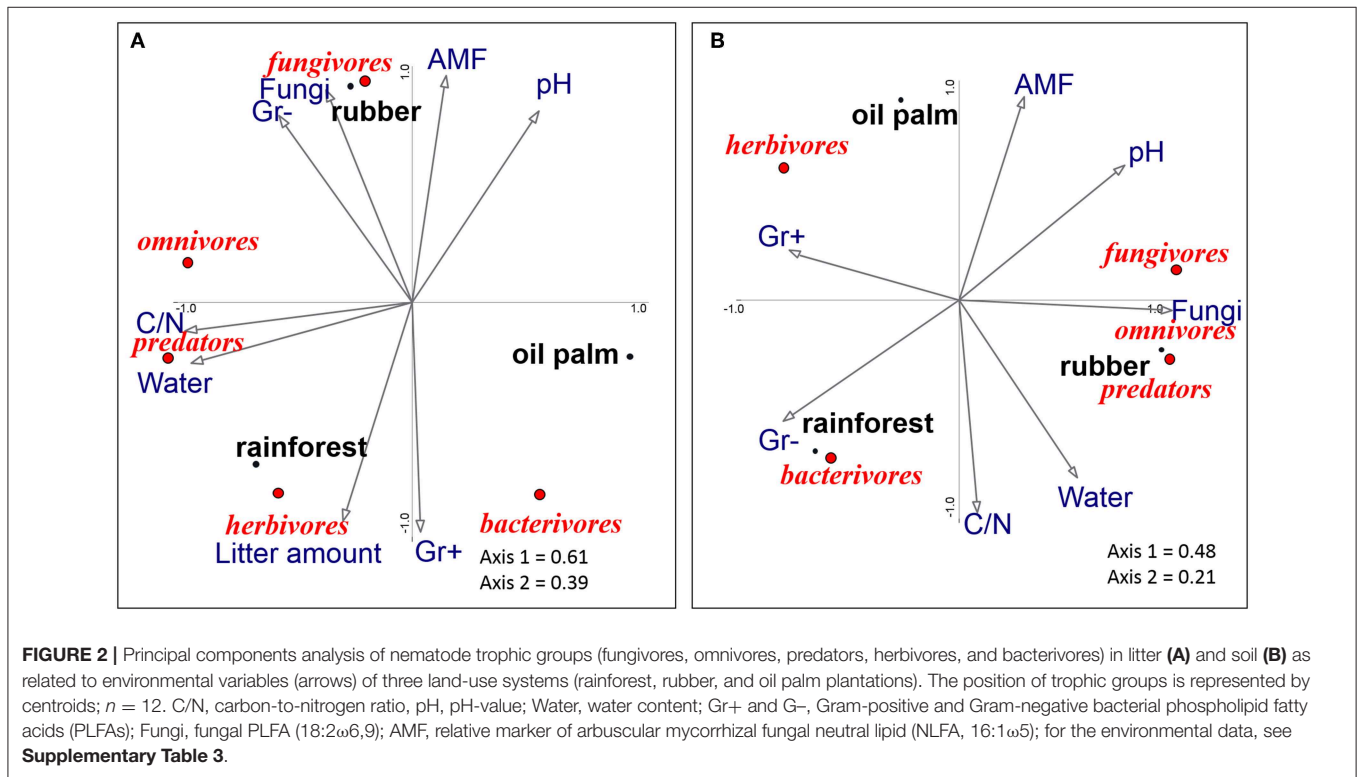 A
fungivores
AMF
1.0
Fungi
rubber
pH
Gr-
omnivores
-1.0
1.0
C/N
predators
Water
oil palm
rainforest
herbivores
bacterivores
-1.0
Litter amount
Gr+
Axis 1 = 0.61
Axis 2 = 0.39
B
1.0
AMF
oil palm
herbivores
pH
Gr+
fungivores
-1.0
1.0
Fungi
omnivores
rubber
predators
rainforest
Gr-
bacterivores
Water
-1.0
C/N
Axis 1 = 0.48
Axis 2 = 0.21
FIGURE 2 | Principal components analysis of nematode trophic groups (fungivores, omnivores, predators, herbivores, and bacterivores) in litter (A) and soil (B) as
related to environmental variables (arrows) of three land-use systems (rainforest, rubber, and oil palm plantations). The position of trophic groups is represented by
centroids; n = 12. C/N, carbon-to-nitrogen ratio, pH, pH-value; Water, water content; Gr+ and G–, Gram-positive and Gram-negative bacterial phospholipid fatty
acids (PLFAs); Fungi, fungal PLFA (18:2ω6,9); AMF, relative marker of arbuscular mycorrhizal fungal neutral lipid (NLFA, 16:1ω5); for the environmental data, see
Supplementary Table 3.